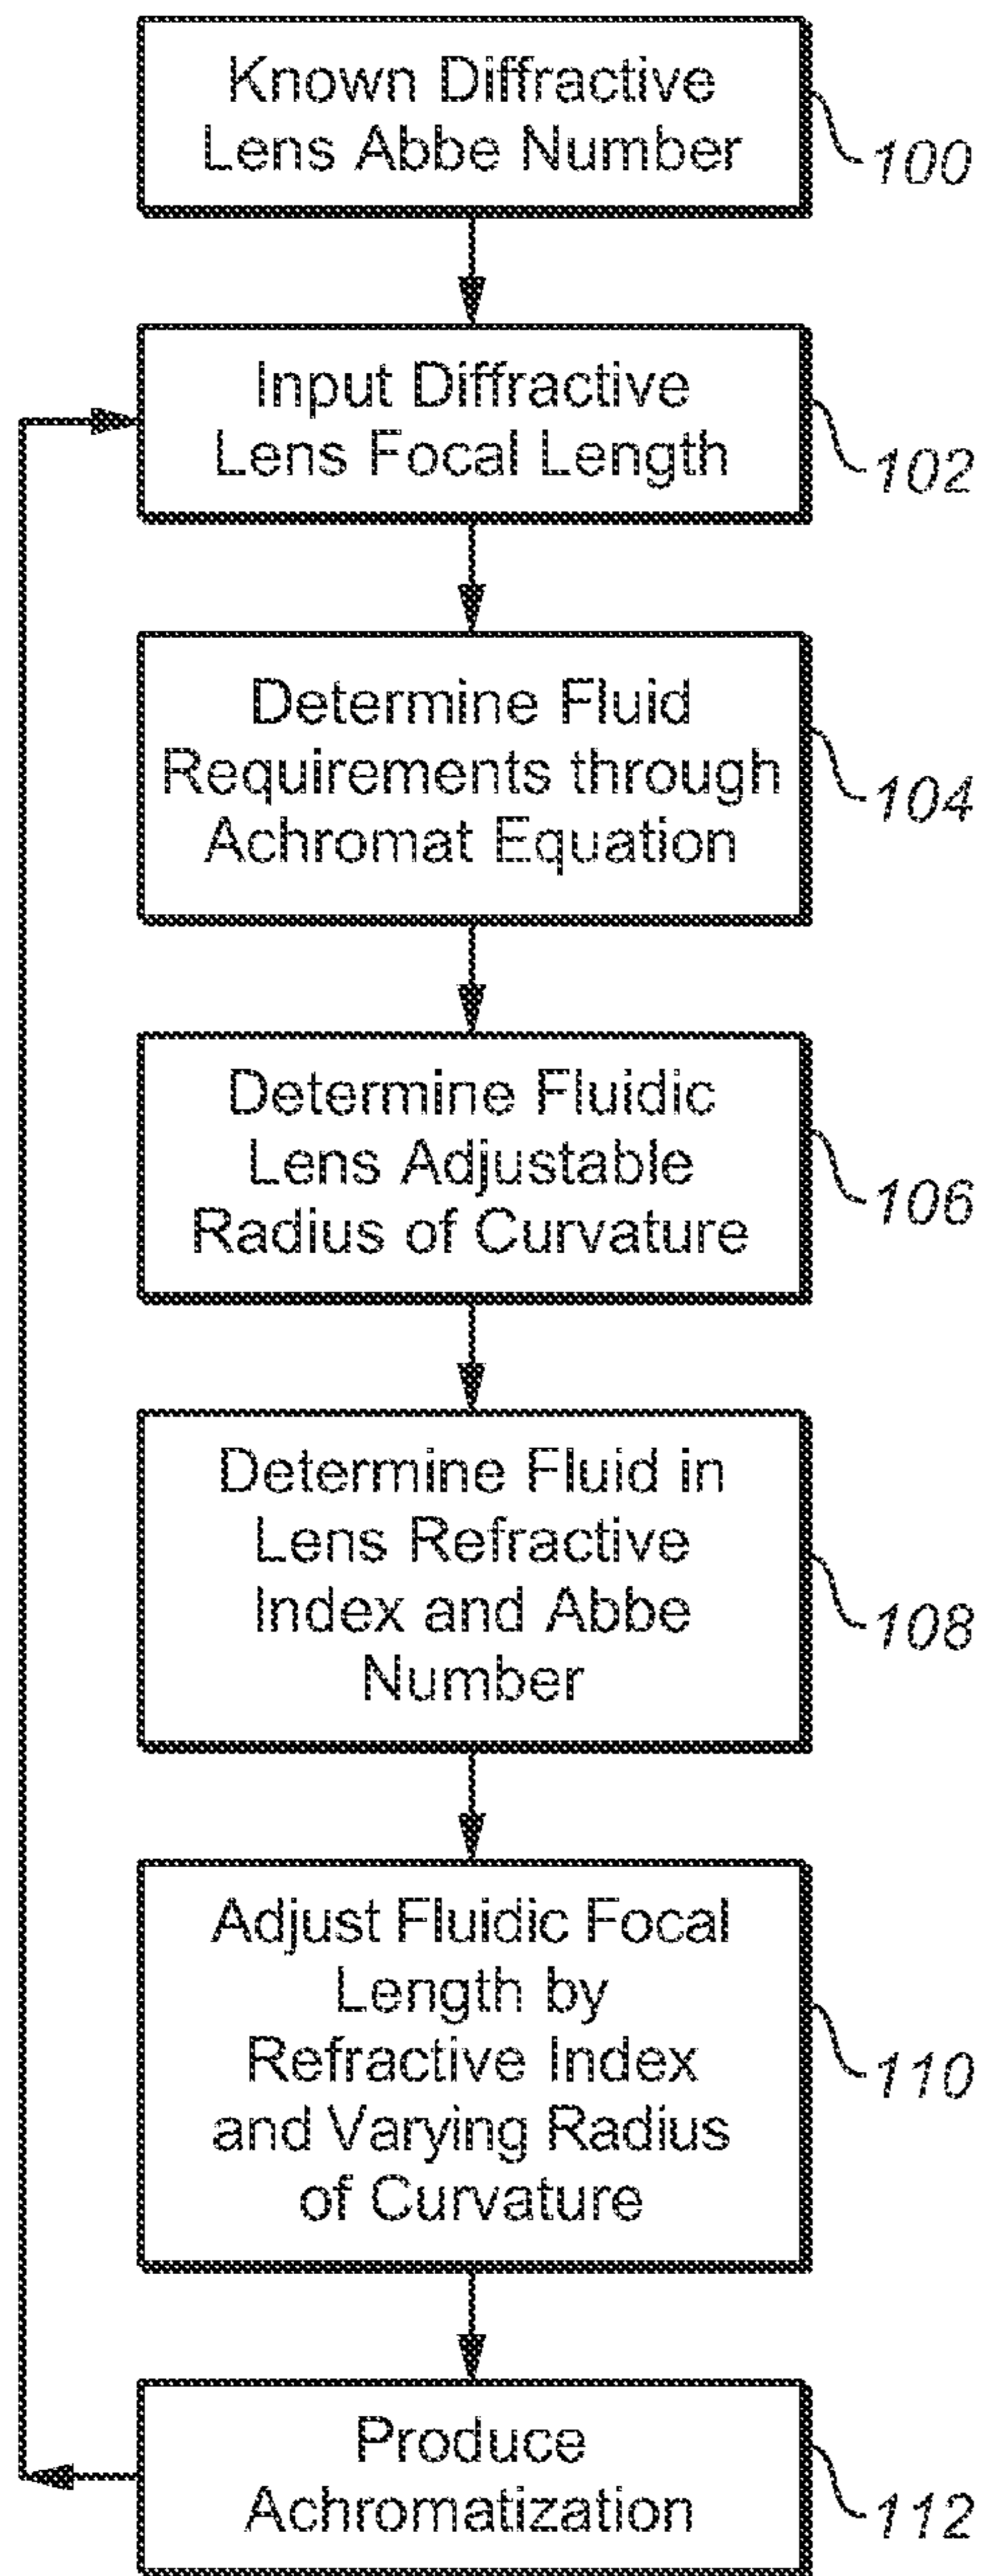 Known Diffractive
Lens Abbe Number
100
Input Diffractive
Lens Focal Length
102
Determine Fluid
Requirements through
Achromat Equation
104
Determine Fluidic
Lens Adjustable
Radius of Curvature
106
Determine Fluid in
Lens Refractive
Index and Abbe
Number
108
Adjust Fluidic Focal
Length by
Refractive Index
and Varying Radius
of Curvature
110
Produce
Achromatization
112